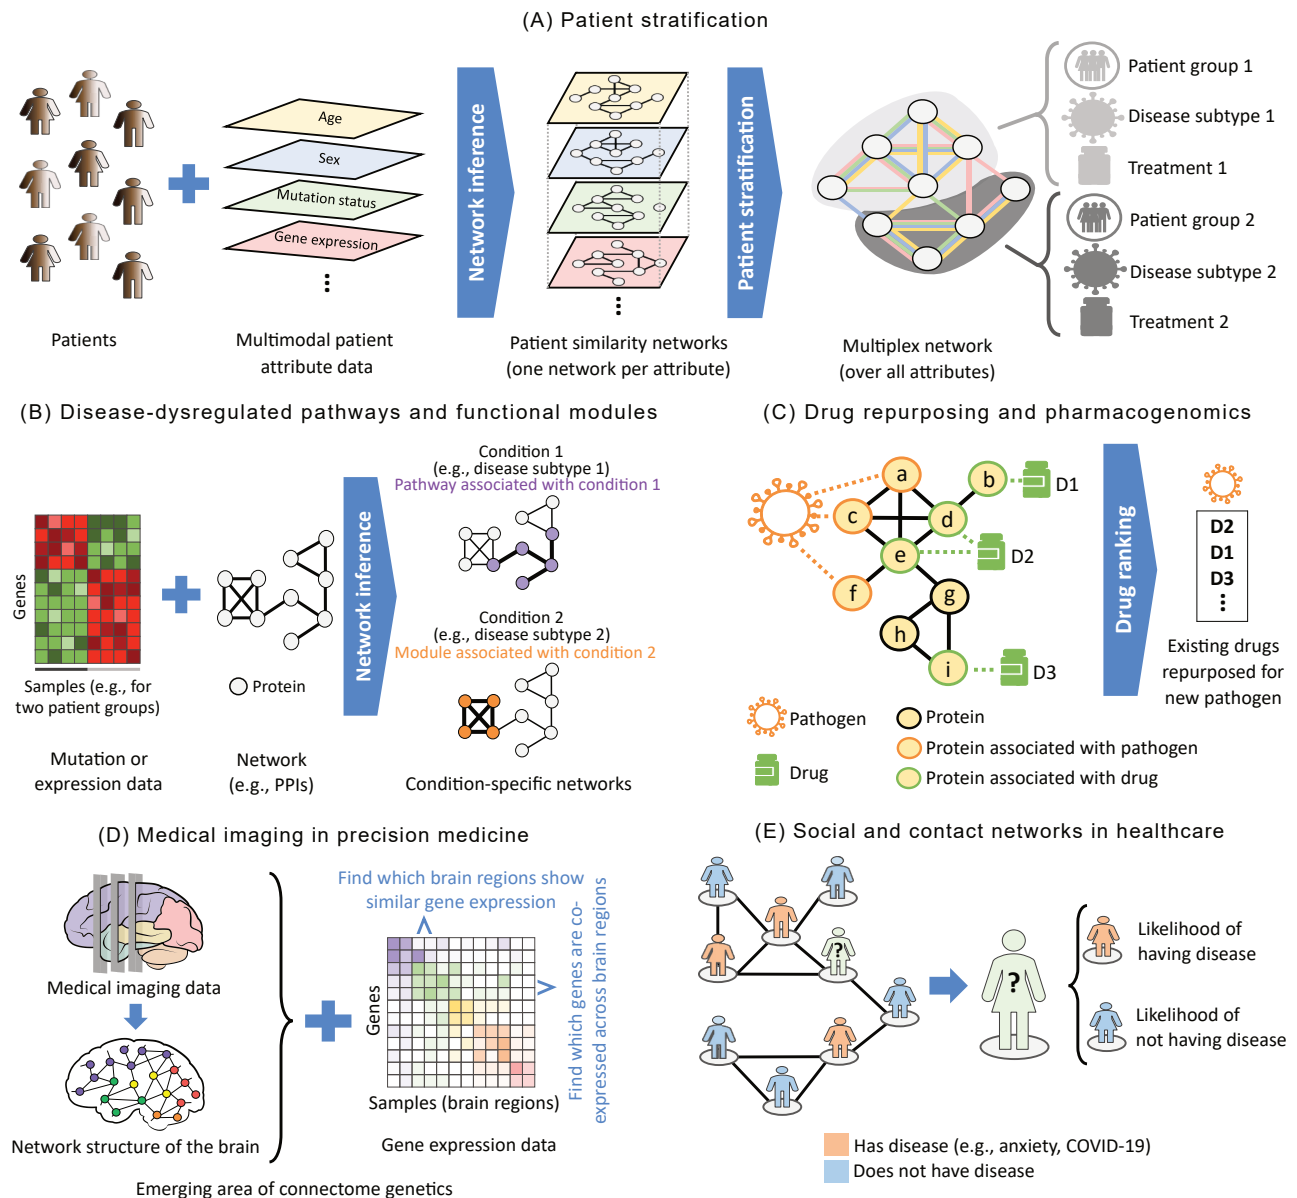 (A) Patient stratification
Patients
Age
Sex
Mutation status
Gene expression
Multimodal patient
attribute data
Network inference
Patient similarity networks
(one network per attribute)
Patient stratification
Multiplex network
(over all attributes)
Patient group 1
Disease subtype 1
Treatment 1
Patient group 2
Disease subtype 2
Treatment 2
(B) Disease-dysregulated pathways and functional modules
Genes
Samples (e.g., for
two patient groups)
Mutation or
expression data
Protein
Network
(e.g., PPIs)
Network inference
Condition 1
(e.g., disease subtype 1)
Pathway associated with condition 1
Condition 2
(e.g., disease subtype 2)
Module associated with condition 2
Condition-specific networks
(C) Drug repurposing and pharmacogenomics
a
b
D1
c
d
e
D2
f
g
h
i
D3
Pathogen
Drug
Protein
Protein associated with pathogen
Protein associated with drug
Drug ranking
D2
D1
D3
Existing drugs
repurposed for
new pathogen
(D) Medical imaging in precision medicine
Medical imaging data
Network structure of the brain
Find which brain regions show
similar gene expression
Find which genes are co-
expressed across brain regions
Genes
Samples (brain regions)
Gene expression data
Emerging area of connectome genetics
(E) Social and contact networks in healthcare
?
?
Likelihood of
having disease
Likelihood of
not having disease
Has disease (e.g., anxiety, COVID-19)
Does not have disease